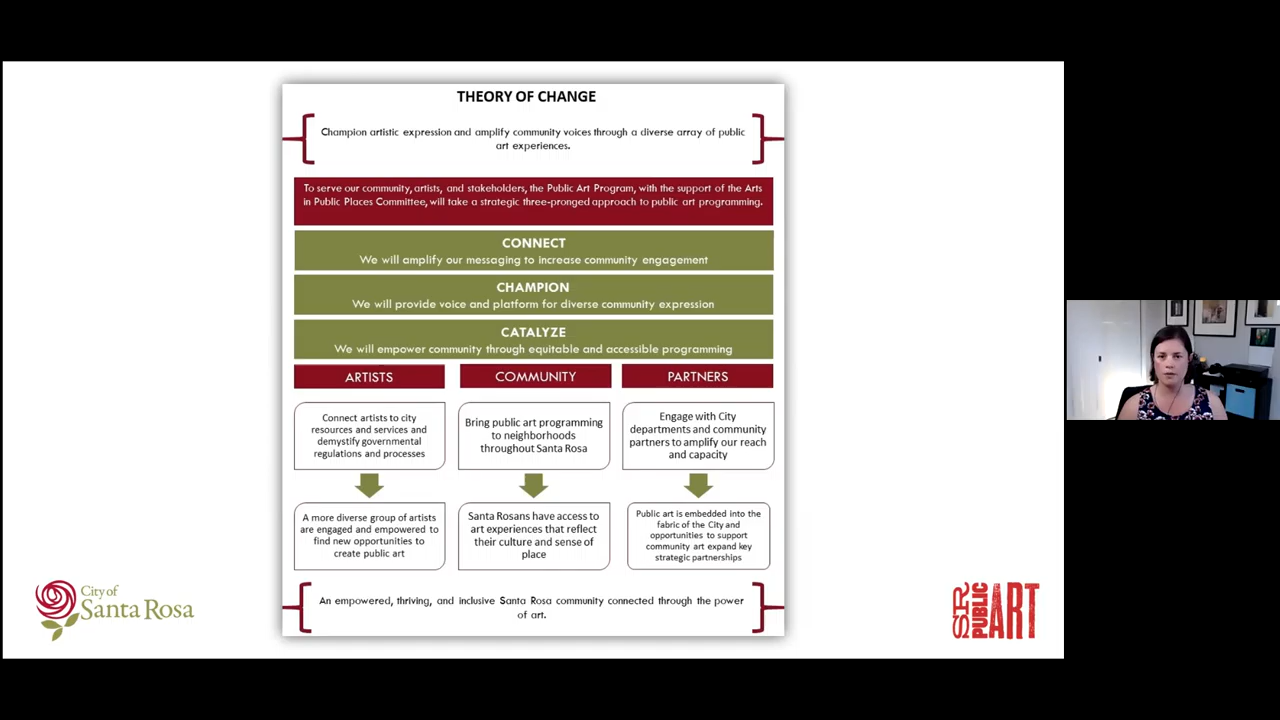 THEORY OF CHANGE
Champion artistic expression and amplify community voices through a diverse array of public
art experiences.
To serve our community, artists, and stakeholders, the Public Art Program, with the support of the Arts
in Public Places Committee, will take a strategic three-pronged approach to public art programming.
CONNECT
We will amplify our messaging to increase community engagement
CHAMPION
We will provide voice and platform for diverse community expression
CATALYZE
We will empower community through equitable and accessible programming
ARTISTS
COMMUNITY
PARTNERS
Connect artists to city
resources and services and
demystify governmental
regulations and processes
Bring public art programming
to neighborhoods
throughout Santa Rosa
Engage with City
departments and community
partners to amplify our reach
and capacity
A more diverse group of artists
are engaged and empowered to
find new opportunities to
create public art
Santa Rosans have access to
art experiences that reflect
their culture and sense of
place
Public art is embedded into the
fabric of the City and
opportunities to support
community art expand key
strategic partnerships
An empowered, thriving, and inclusive Santa Rosa community connected through the power
of art.
City of
Santa Rosa
SR
PUBLIC
ART